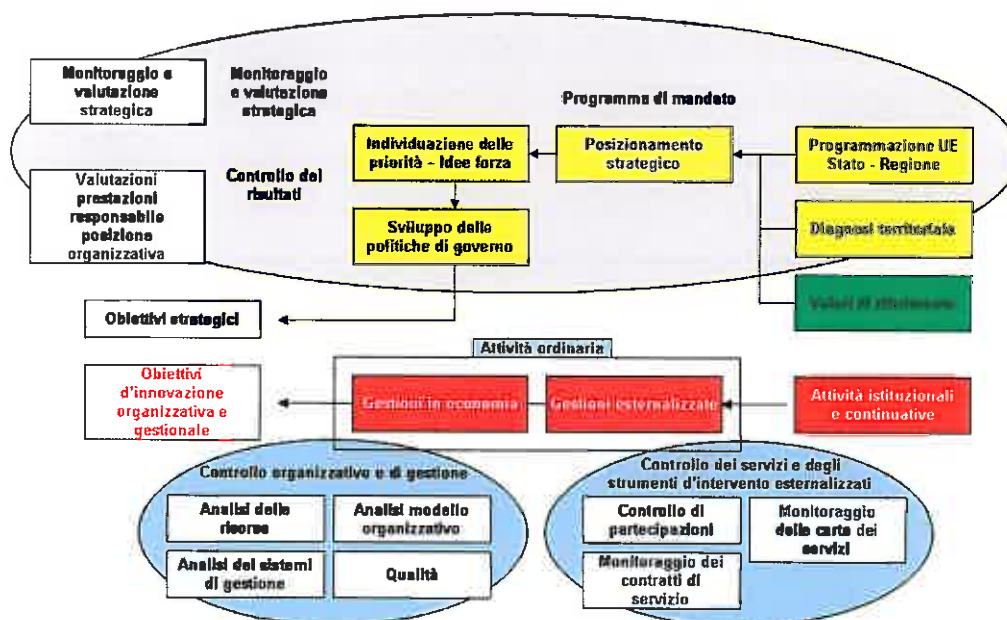 Monitoraggio e
valutazione
strategica
Monitoraggio
e valutazione
strategica
Programma di mandato
Individuazione delle
priorità - Idee forza
Posizionamento
strategico
Programmazione UE
Stato - Regione
Valutazioni
prestazioni
responsabile
posizione
organizzativa
Controllo dei
risultati
Sviluppo delle
politiche di governo
Diagnosi territoriale
Valori di riferimento
Obiettivi strategici
Attività ordinaria
Obiettivi
d'innovazione
organizzativa e
gestionale
Gestioni in economia
Gestioni esternalizzate
Attività istituzionali
e continuative
Controllo organizzativo e di gestione
Analisi delle
risorse
Analisi modello
organizzativo
Analisi dei sistemi
di gestione
Qualità
Controllo dei servizi e degli
strumenti d'intervento esternalizzati
Controllo di
partecipazioni
Monitoraggio
delle carte dei
servizi
Monitoraggio dei
contratti di
servizio